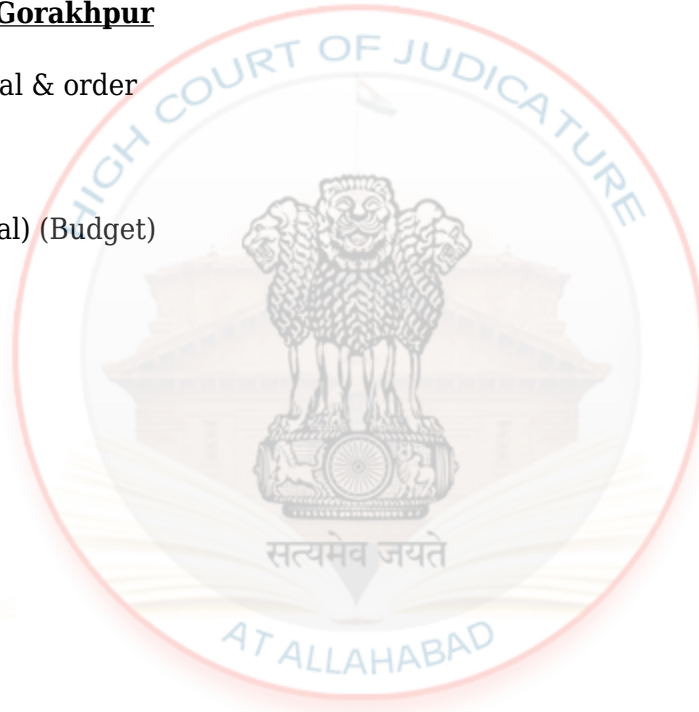 Gorakhpur
HIGH COURT OF JUDICATURE
al & order
al) (Budget)
सत्यमेव जयते
AT ALLAHABAD